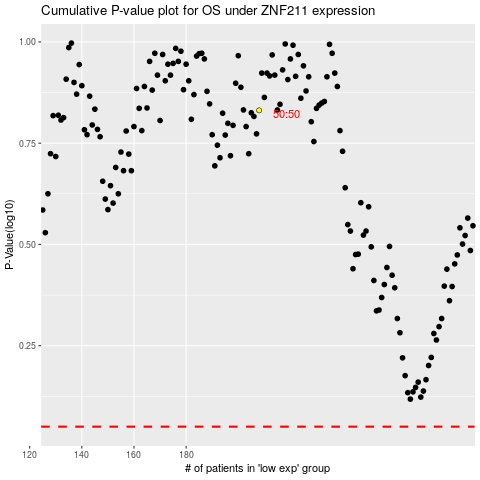 Cumulative P-value plot for OS under ZNF211 expression
1.00
0.75
0.50
0.25
P-Value(log10)
50:50
120 140 160 180
# of patients in 'low exp' group